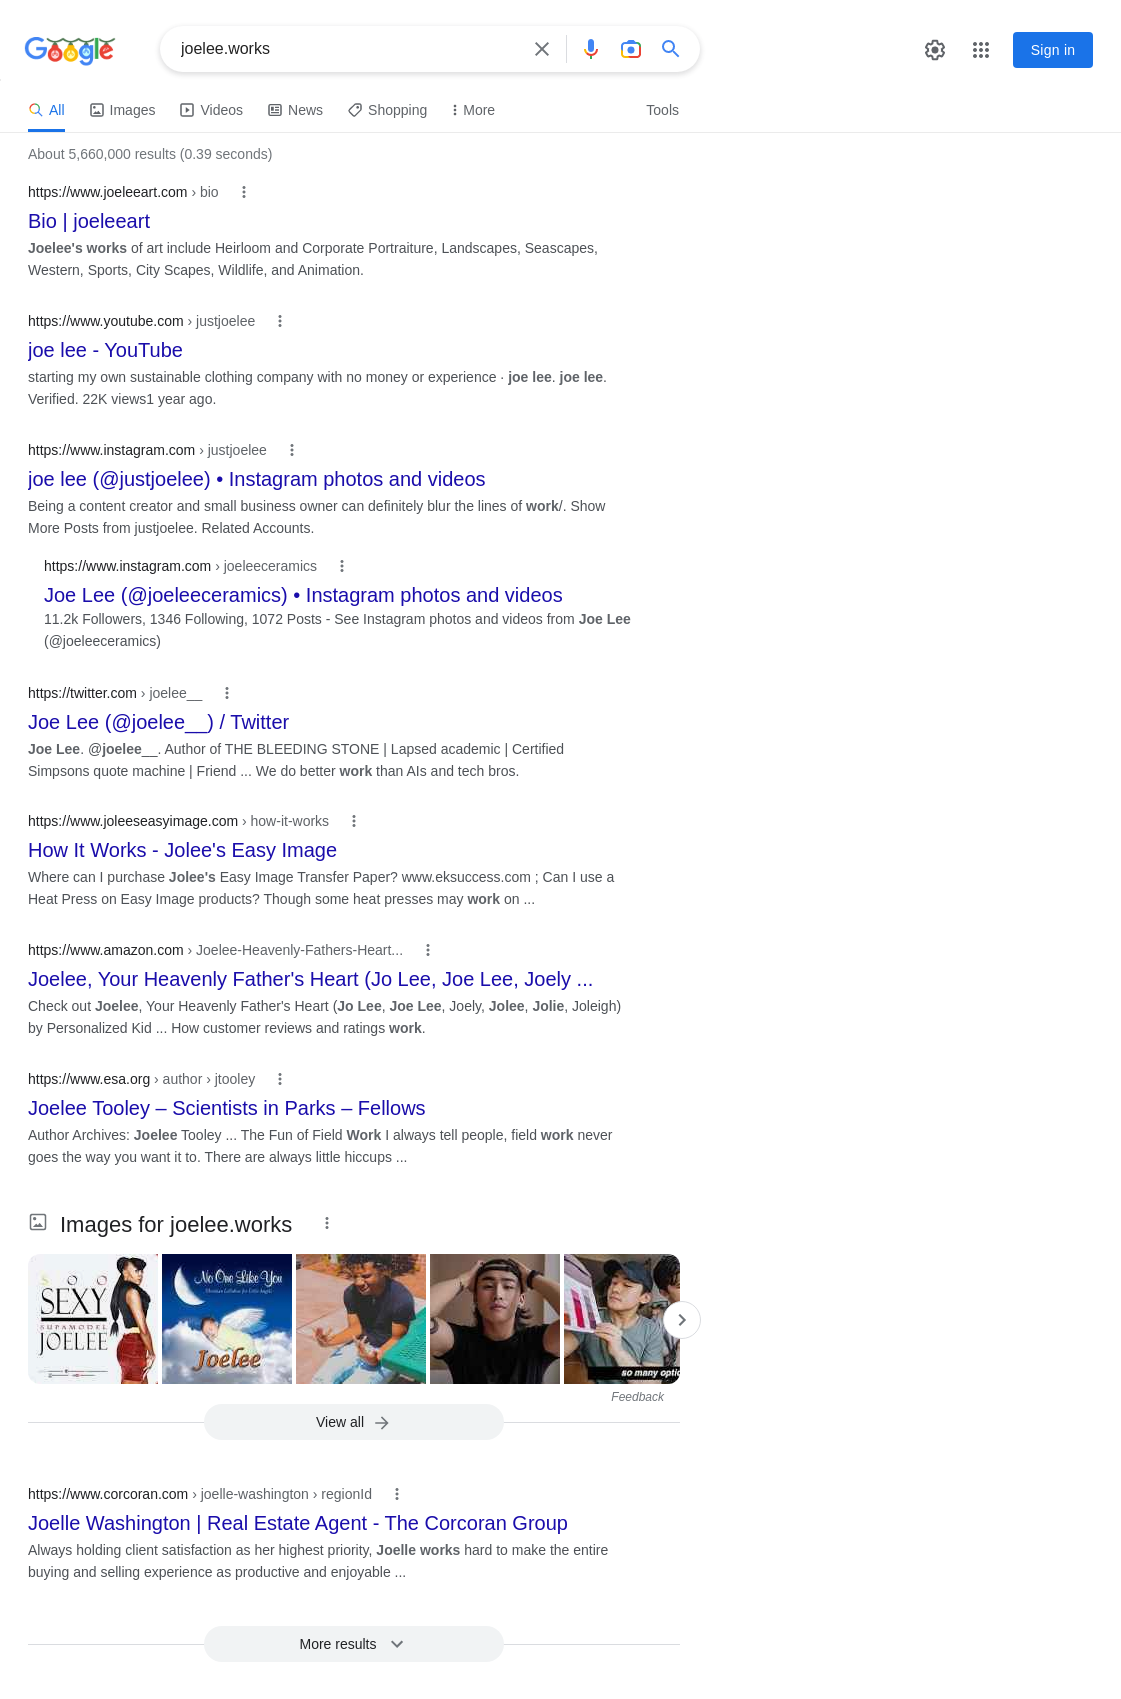 Google
joelee.works
Sign in
All
Images
Videos
News
Shopping
More
Tools
About 5,660,000 results (0.39 seconds)
https://www.joeleeart.com › bio
Bio | joeleeart
Joelee's works of art include Heirloom and Corporate Portraiture, Landscapes, Seascapes,
Western, Sports, City Scapes, Wildlife, and Animation.
https://www.youtube.com › justjoelee
joe lee - YouTube
starting my own sustainable clothing company with no money or experience · joe lee. joe lee.
Verified. 22K views1 year ago.
https://www.instagram.com › justjoelee
joe lee (@justjoelee) • Instagram photos and videos
Being a content creator and small business owner can definitely blur the lines of work/. Show
More Posts from justjoelee. Related Accounts.
https://www.instagram.com › joeleeceramics
Joe Lee (@joeleeceramics) • Instagram photos and videos
11.2k Followers, 1346 Following, 1072 Posts - See Instagram photos and videos from Joe Lee
(@joeleeceramics)
https://twitter.com › joelee__
Joe Lee (@joelee__) / Twitter
Joe Lee. @joelee__. Author of THE BLEEDING STONE | Lapsed academic | Certified
Simpsons quote machine | Friend ... We do better work than AIs and tech bros.
https://www.joleeseasyimage.com › how-it-works
How It Works - Jolee's Easy Image
Where can I purchase Jolee's Easy Image Transfer Paper? www.eksuccess.com ; Can I use a
Heat Press on Easy Image products? Though some heat presses may work on ...
https://www.amazon.com › Joelee-Heavenly-Fathers-Heart...
Joelee, Your Heavenly Father's Heart (Jo Lee, Joe Lee, Joely ...
Check out Joelee, Your Heavenly Father's Heart (Jo Lee, Joe Lee, Joely, Jolee, Jolie, Joleigh)
by Personalized Kid ... How customer reviews and ratings work.
https://www.esa.org › author › jtooley
Joelee Tooley – Scientists in Parks – Fellows
Author Archives: Joelee Tooley ... The Fun of Field Work I always tell people, field work never
goes the way you want it to. There are always little hiccups ...
Images for joelee.works
SOO
SEXY
SUPAMODEL
JOELEE
No One Like You
Joelee
so many optio
Feedback
View all
https://www.corcoran.com › joelle-washington › regionId
Joelle Washington | Real Estate Agent - The Corcoran Group
Always holding client satisfaction as her highest priority, Joelle works hard to make the entire
buying and selling experience as productive and enjoyable ...
More results